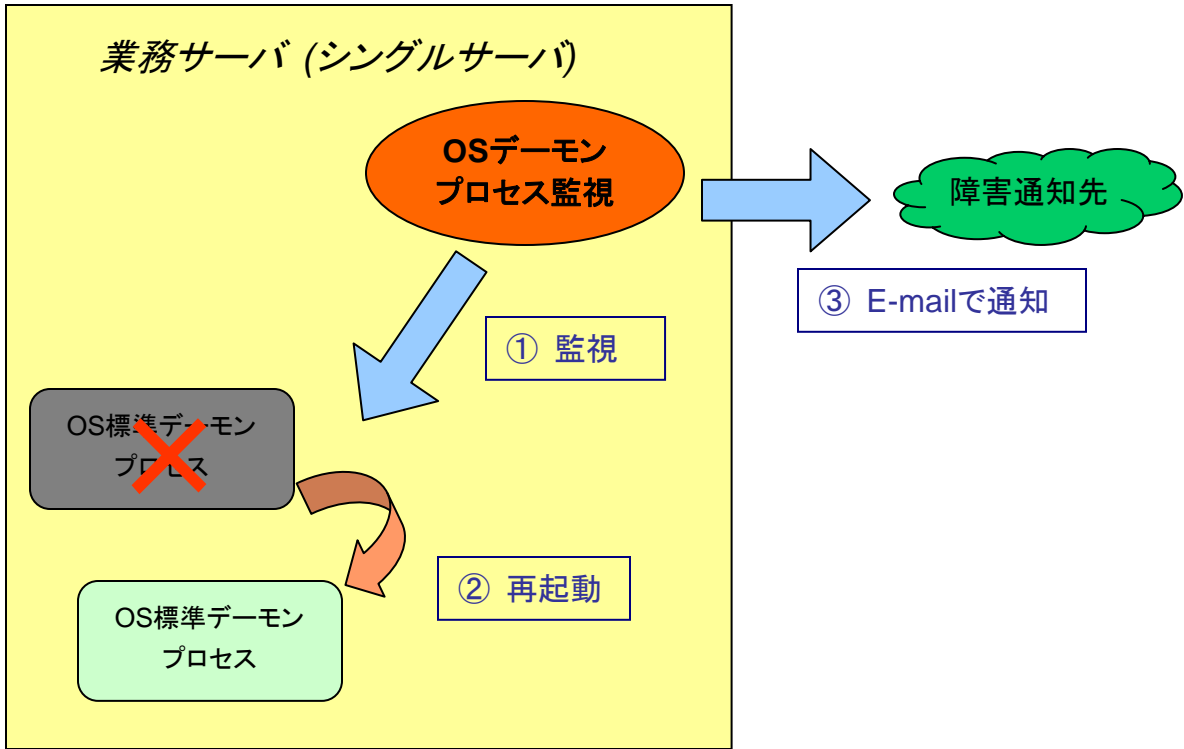 業務サーバ (シングルサーバ)
OSデーモン
プロセス監視
障害通知先
③ E-mailで通知
① 監視
OS標準デーモン
プロセス
② 再起動
OS標準デーモン
プロセス